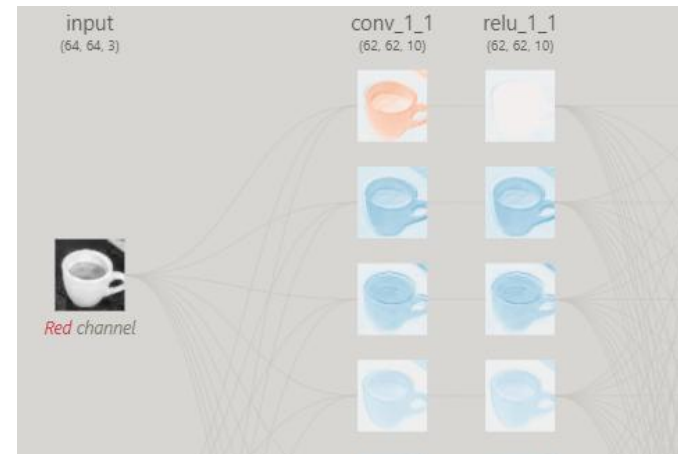 input
(64, 64, 3)
conv_1_1
(62, 62, 10)
relu_1_1
(62, 62, 10)
Red channel